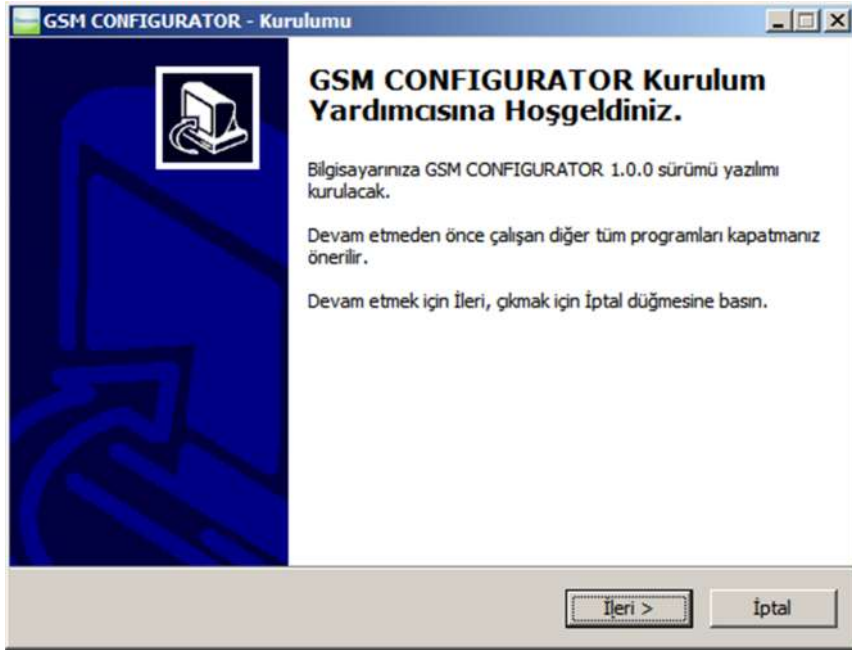 GSM CONFIGURATOR - Kurulumu
GSM CONFIGURATOR Kurulum
Yardımcısına Hoşgeldiniz.
Bilgisayarınıza GSM CONFIGURATOR 1.0.0 sürümü yazılımı
kurulacak.
Devam etmeden önce çalışan diğer tüm programları kapatmanız
önerilir.
Devam etmek için İleri, çıkmak için İptal düğmesine basın.
İleri >
İptal